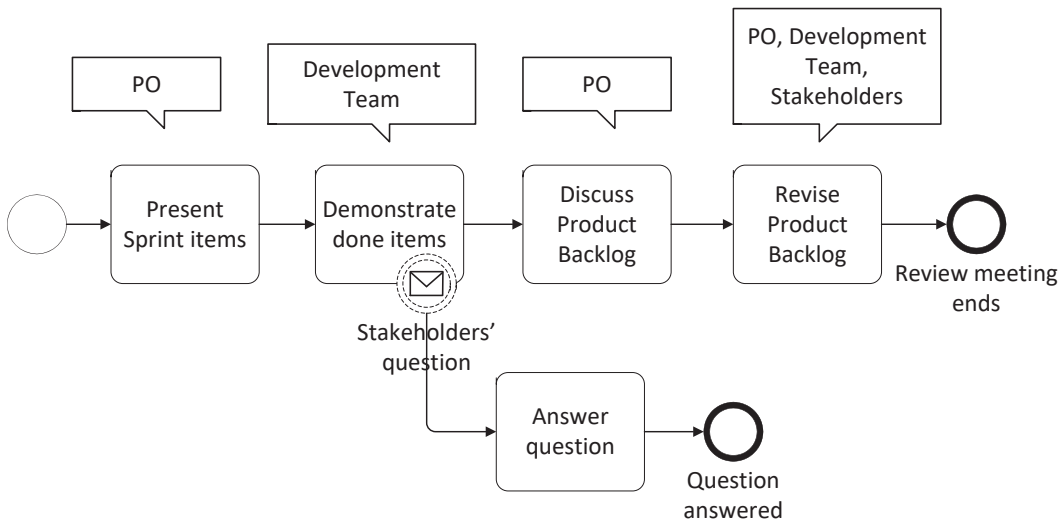 PO
Development
Team
PO
PO, Development
Team,
Stakeholders
Present
Sprint items
Demonstrate
done items
Discuss
Product
Backlog
Revise
Product
Backlog
Review meeting
ends
Stakeholders’
question
Answer
question
Question
answered